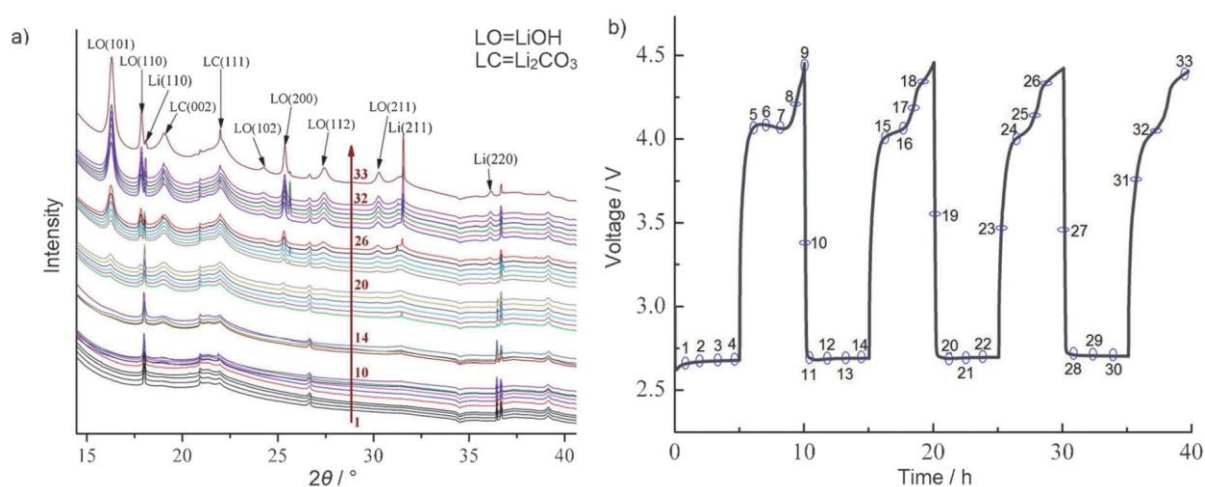 a)
LO=LiOH
LC=Li₂CO₃
LO(101)
LO(110)
Li(110)
LC(002)
LC(111)
LO(102)
LO(200)
LO(112)
LO(211)
Li(211)
Li(220)
33
32
26
20
14
10
1
Intensity
15 20 25 30 35 40
2θ / °
b)
Voltage / V
4.5
4.0
3.5
3.0
2.5
1 2 3 4
5 6 7
8
9
10
11
12
13
14
15
16
17
18
19
20
21
22
23
24
25
26
27
28
29
30
31
32
33
0 10 20 30 40
Time / h